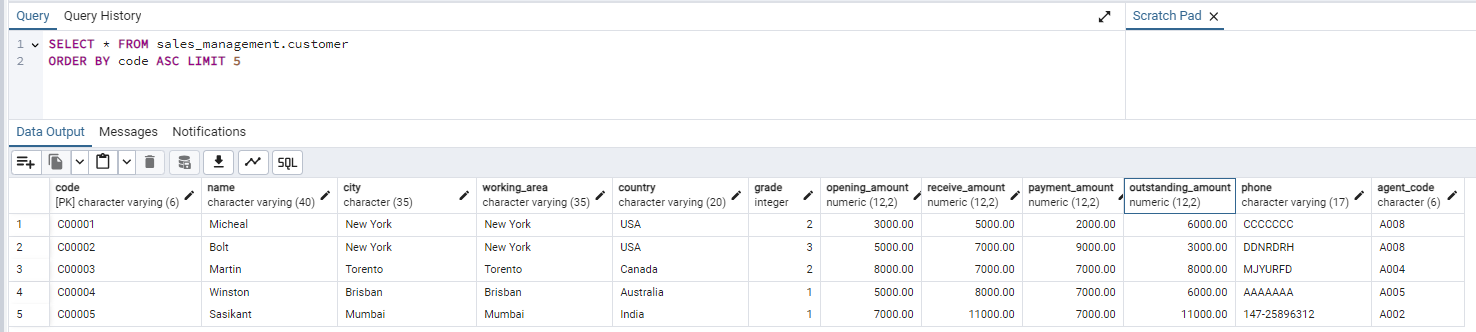 Query Query History Scratch Pad
1 SELECT * FROM sales_management.customer
2 ORDER BY code ASC LIMIT 5
Data Output Messages Notifications
SQL
code name city working_area country grade opening_amount receive_amount payment_amount outstanding_amount phone agent_code
[PK] character varying (6) character varying (40) character (35) character varying (35) character varying (20) integer numeric (12,2) numeric (12,2) numeric (12,2) numeric (12,2) character varying (17) character (6)
1 C00001 Micheal New York New York USA 2 3000.00 5000.00 2000.00 6000.00 CCCCCCC A008
2 C00002 Bolt New York New York USA 3 5000.00 7000.00 9000.00 3000.00 DDNRDRH A008
3 C00003 Martin Torento Torento Canada 2 8000.00 7000.00 7000.00 8000.00 MJYURFD A004
4 C00004 Winston Brisban Brisban Australia 1 5000.00 8000.00 7000.00 6000.00 AAAAAAA A005
5 C00005 Sasikant Mumbai Mumbai India 1 7000.00 11000.00 7000.00 11000.00 147-25896312 A002